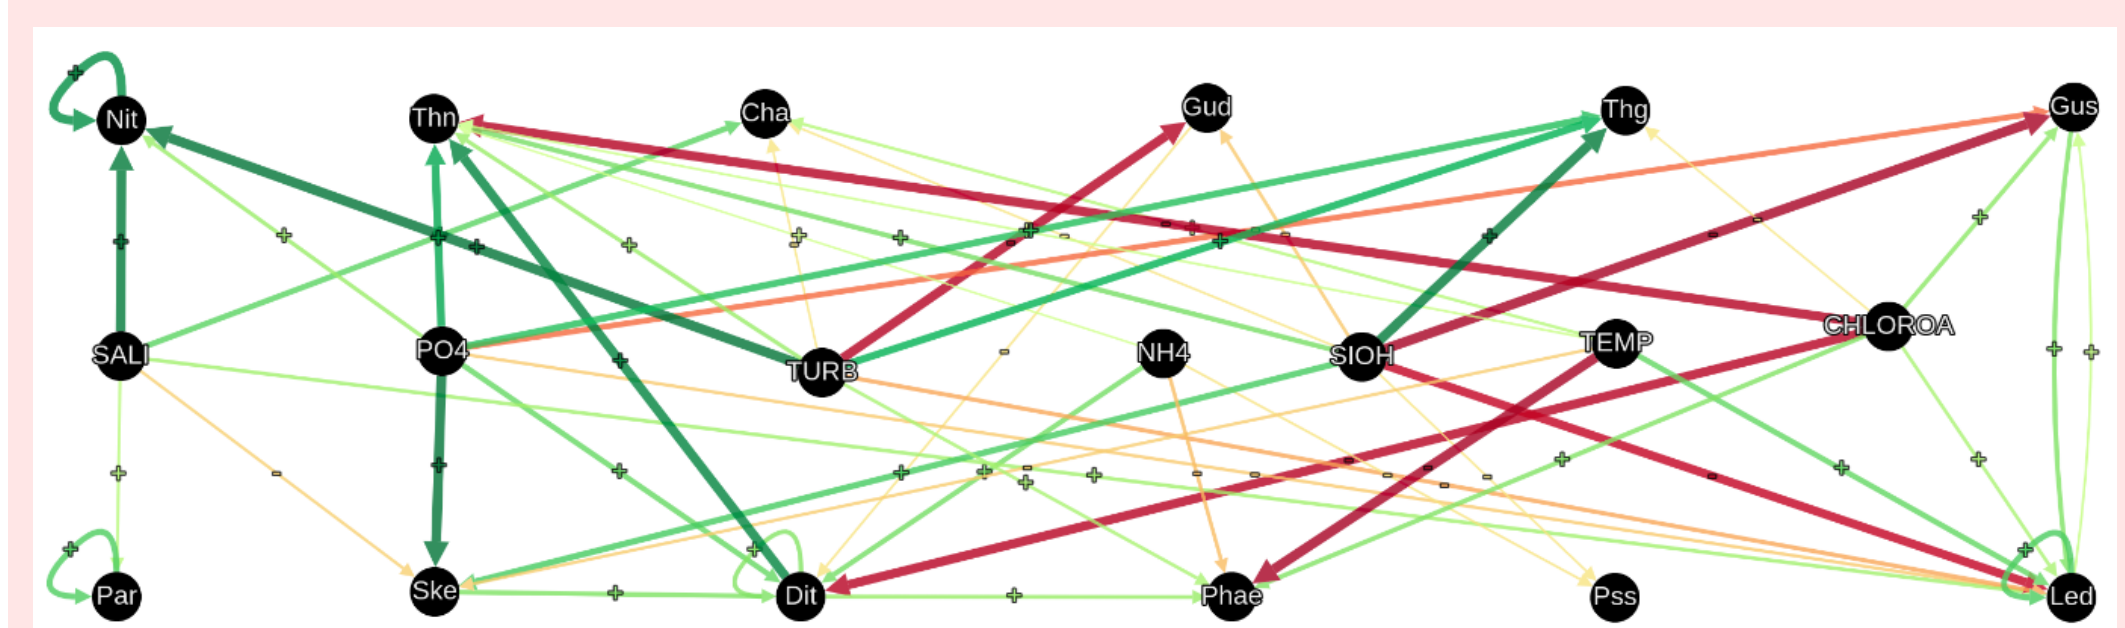 Nit Thn Cha Gud Thg Gus
SALI PO4 TURB NH4 SIOH TEMP CHLOROA
Par Ske Dit Phae Pss Led